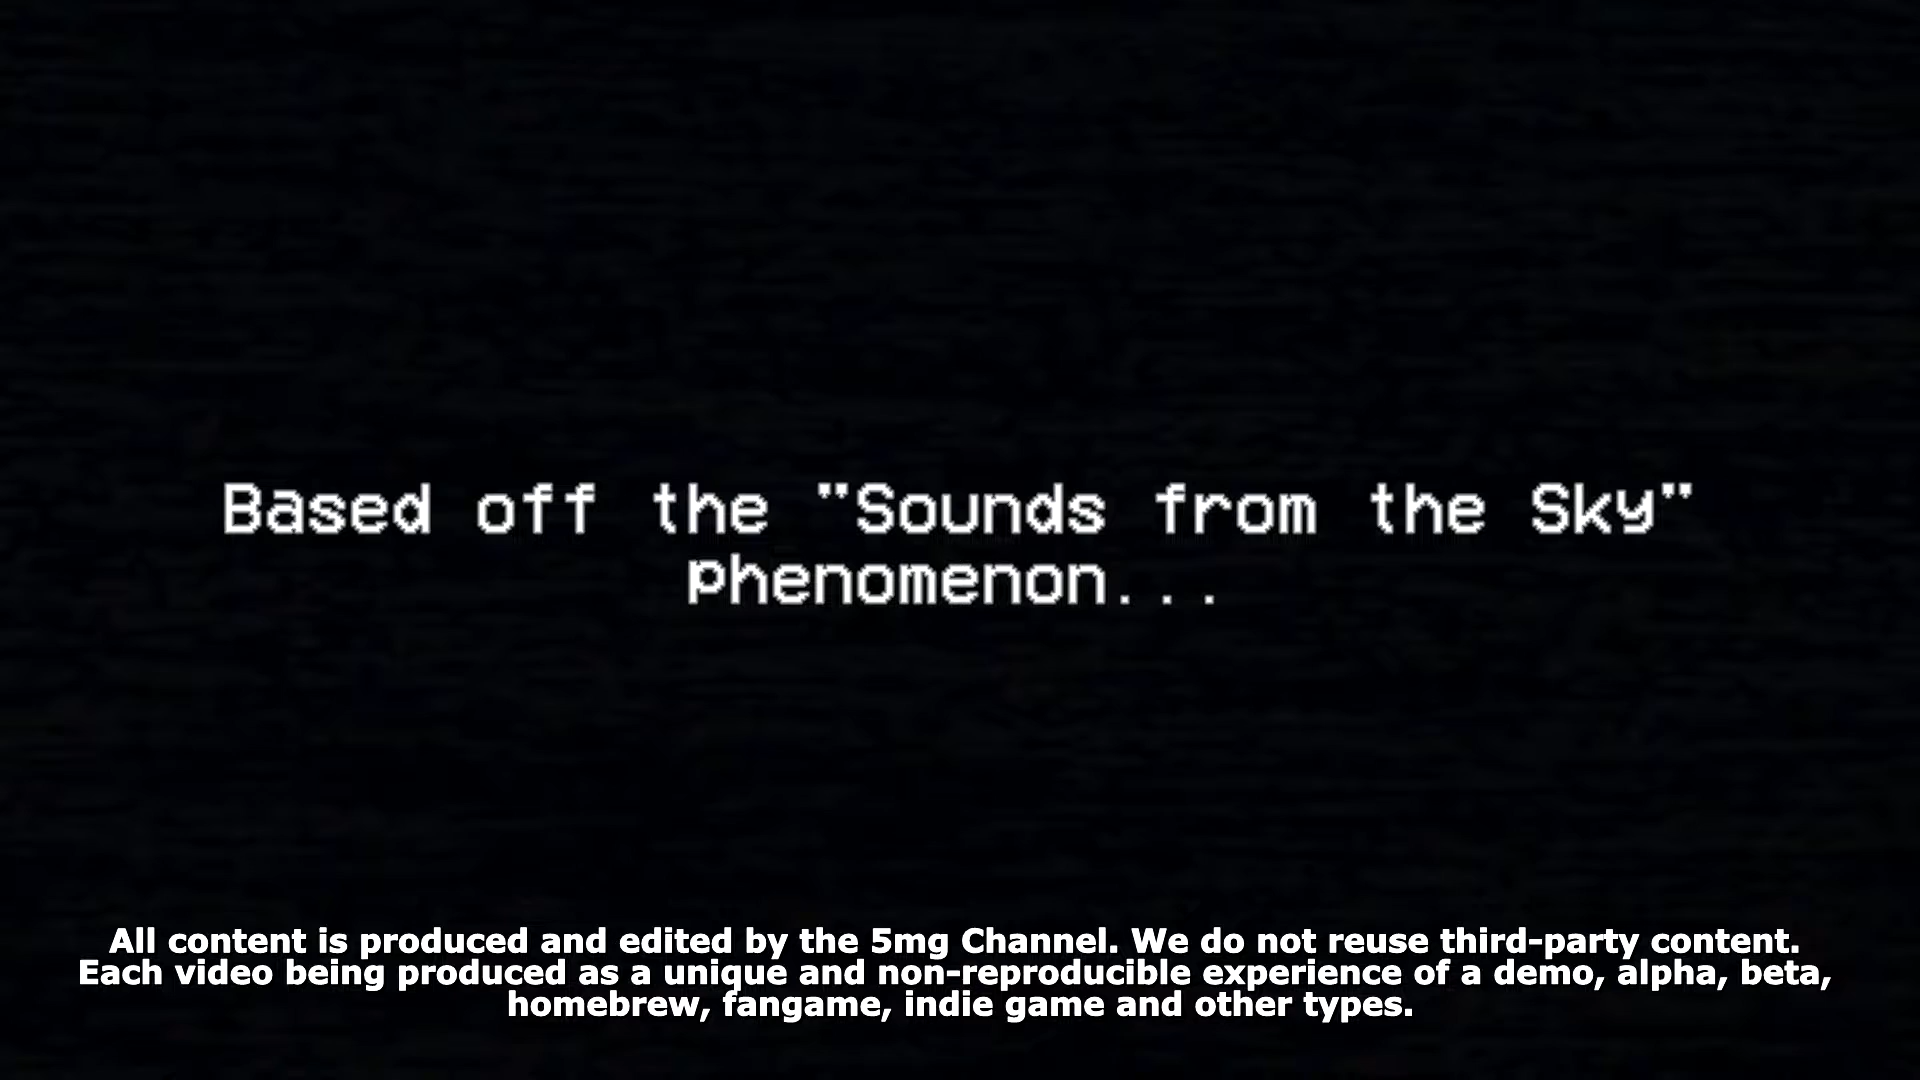 Based off the "Sounds from the Sky"
phenomenon...
All content is produced and edited by the 5mg Channel. We do not reuse third-party content.
Each video being produced as a unique and non-reproducible experience of a demo, alpha, beta,
homebrew, fangame, indie game and other types.